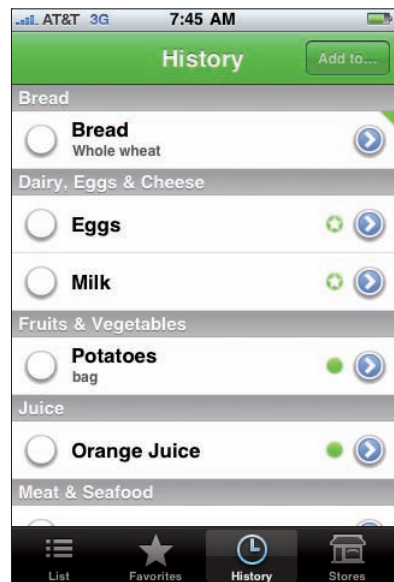 AT&T 3G 7:45 AM
History Add to...
Bread
Bread
Whole wheat
Dairy, Eggs & Cheese
Eggs
Milk
Fruits & Vegetables
Potatoes
bag
Juice
Orange Juice
Meat & Seafood
List Favorites History Stores